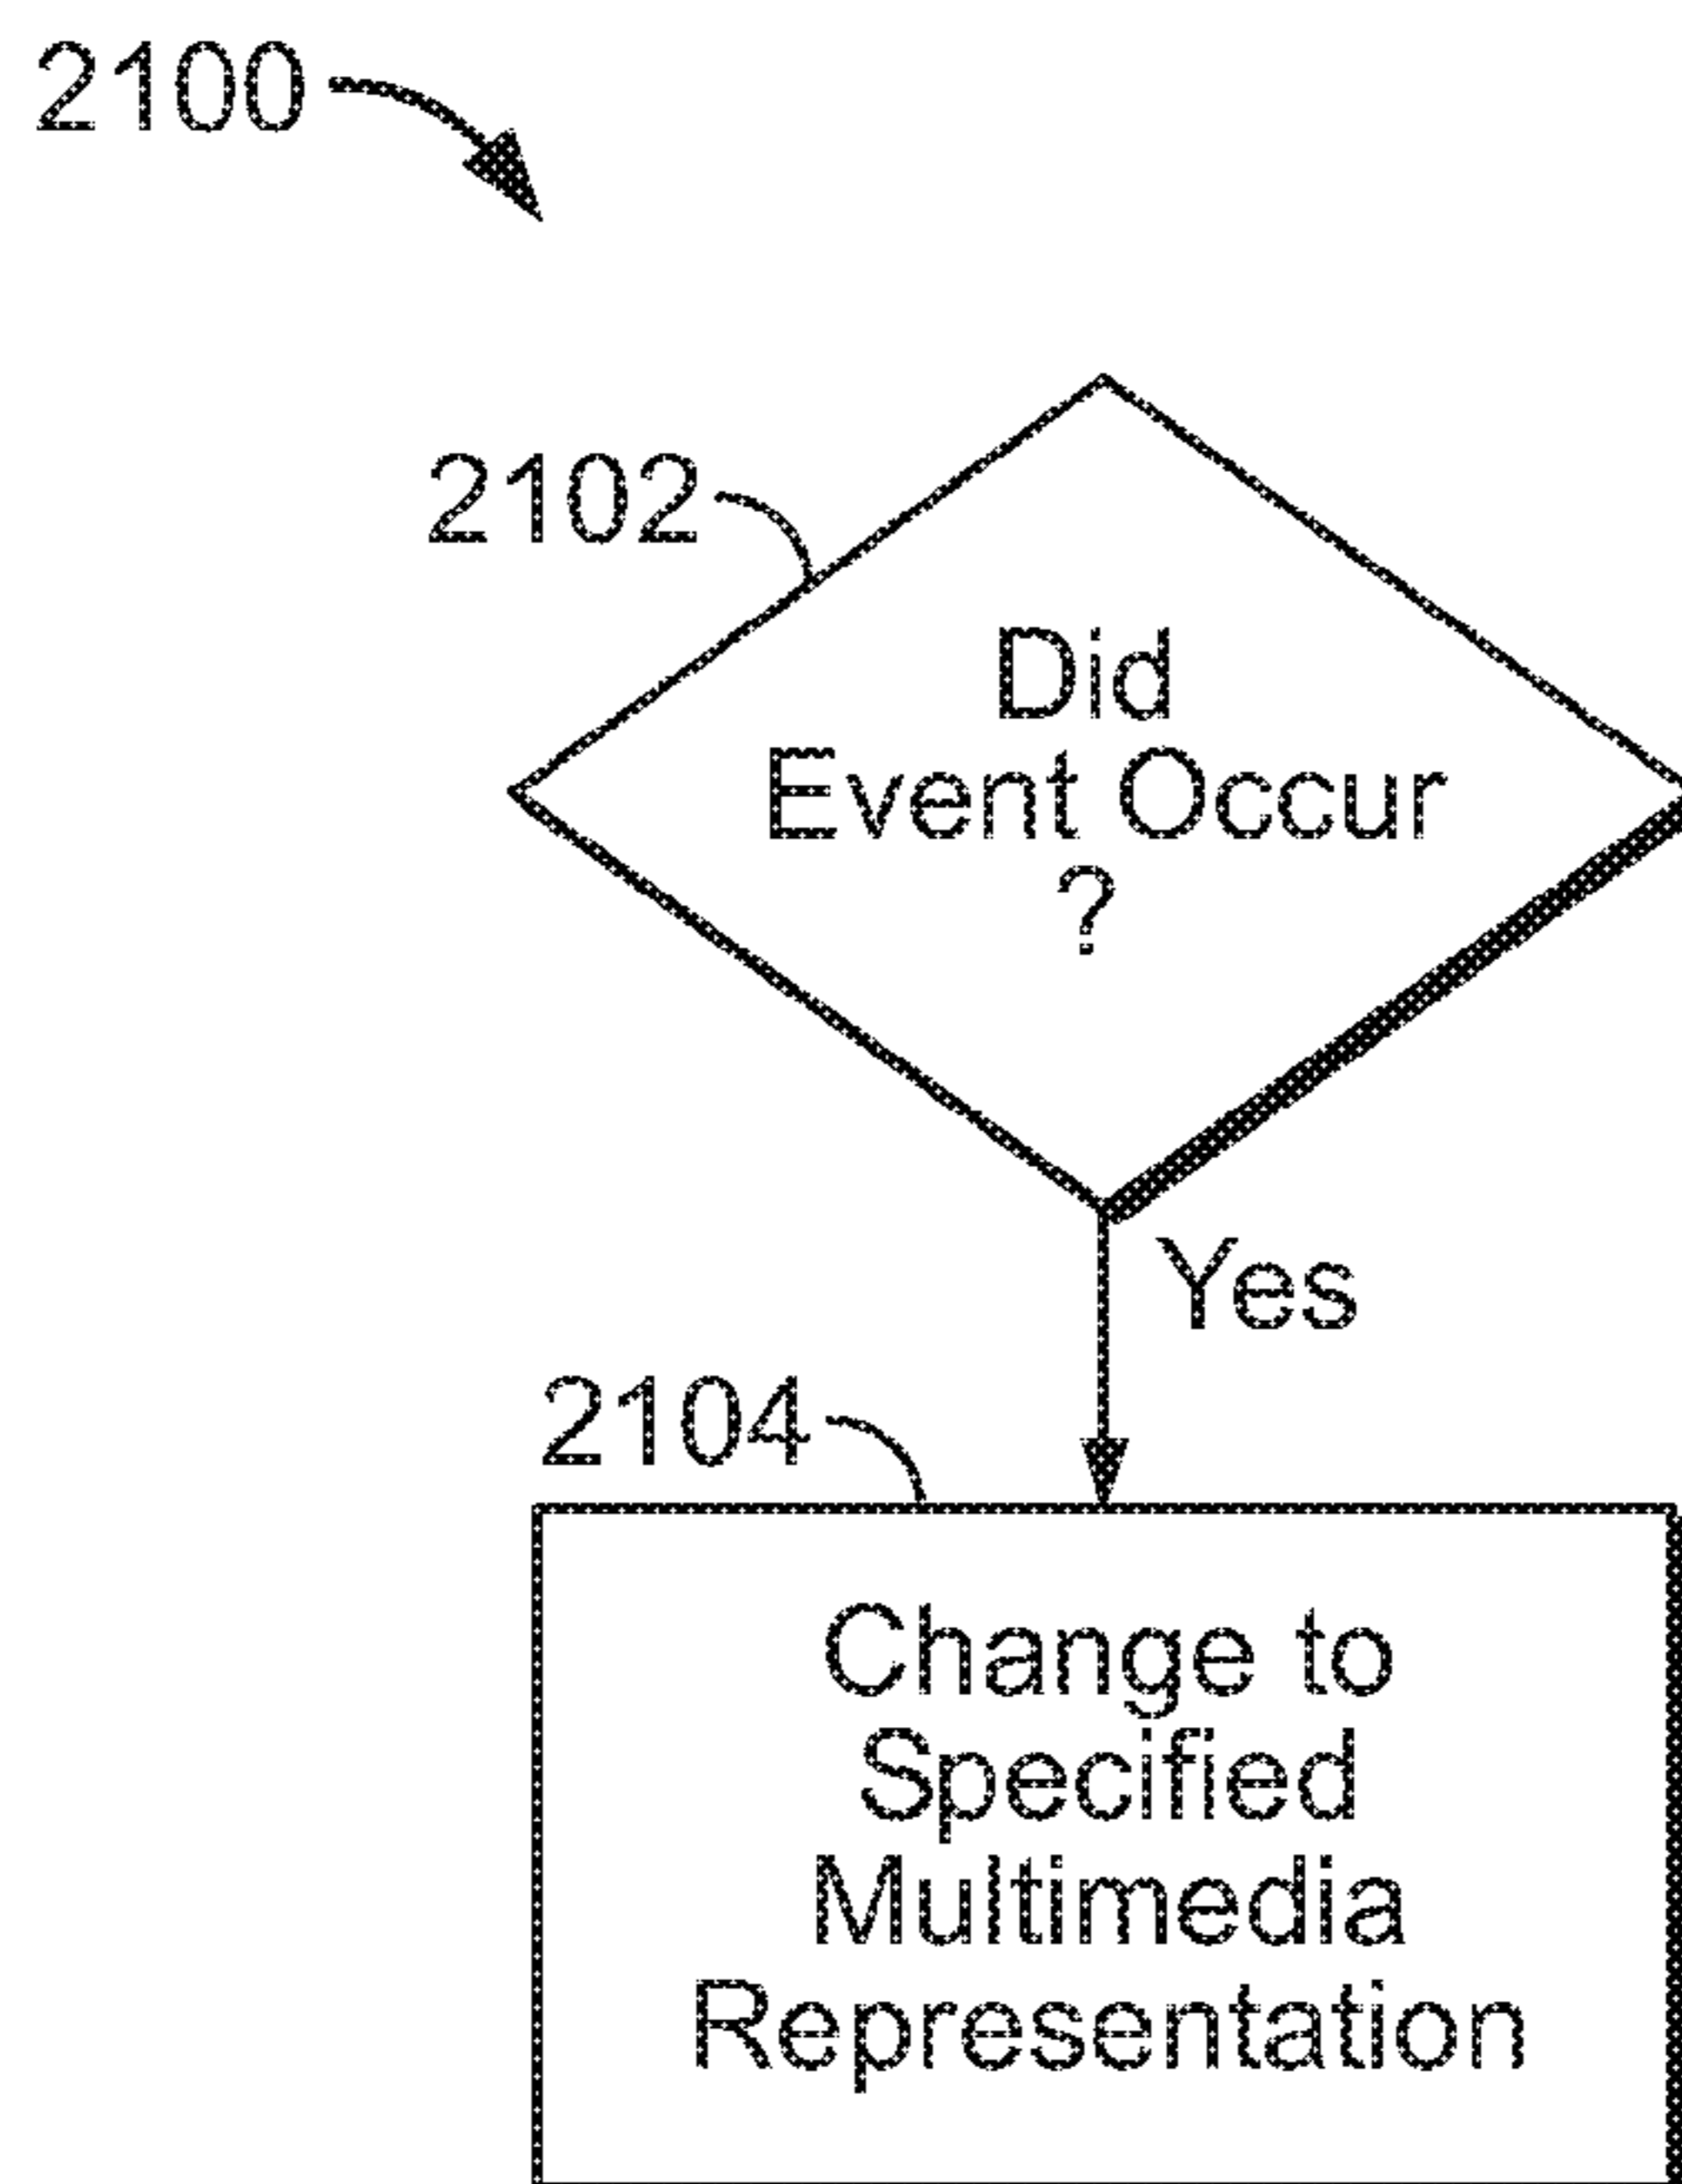 2100
2102
Did
Event Occur
?
Yes
2104
Change to
Specified
Multimedia
Representation